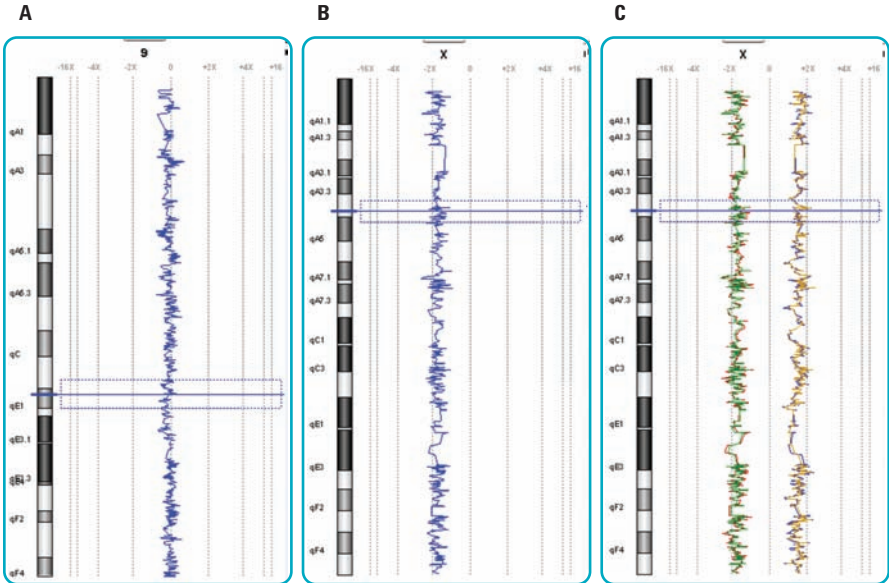 A
B
C
9
-16X -4X -2X 0 +2X +4X +16
qA1
qA3
qA5.1
qA5.3
qC
qE1
qE3.1
qF2
qF4
X
-16X -4X -2X 0 +2X +4X +16
qA1.1
qA1.3
qA3.1
qA3.3
qA6
qA7.1
qA7.3
qC1
qC3
qE1
qE3
qF2
qF4
X
-16X -4X -2X 0 +2X +4X +16
qA1.1
qA1.3
qA3.1
qA3.3
qA6
qA7.1
qA7.3
qC1
qC3
qE1
qE3
qF2
qF4